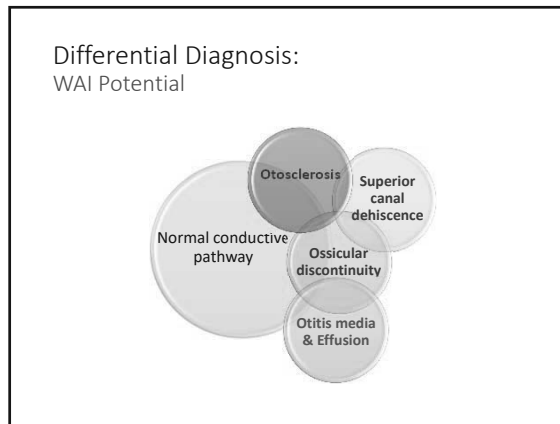 Differential Diagnosis:
WAI Potential
Otosclerosis
Superior
canal
dehiscence
Normal conductive
pathway
Ossicular
discontinuity
Otitis media
& Effusion